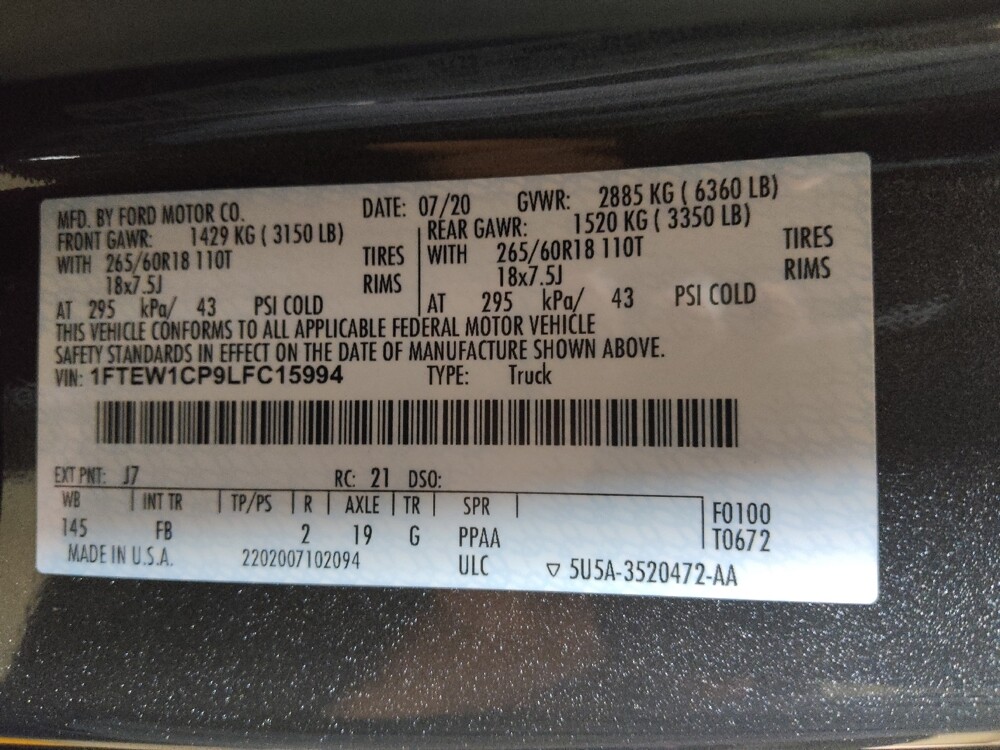 MFD. BY FORD MOTOR CO. DATE: 07/20 GVWR: 2885 KG ( 6360 LB)
FRONT GAWR: 1429 KG ( 3150 LB) REAR GAWR: 1520 KG ( 3350 LB)
WITH 265/60R18 110T TIRES WITH 265/60R18 110T TIRES
18x7.5J RIMS 18x7.5J RIMS
AT 295 kPa/ 43 PSI COLD AT 295 kPa/ 43 PSI COLD
THIS VEHICLE CONFORMS TO ALL APPLICABLE FEDERAL MOTOR VEHICLE
SAFETY STANDARDS IN EFFECT ON THE DATE OF MANUFACTURE SHOWN ABOVE.
VIN: 1FTEW1CP9LFC15994 TYPE: Truck
EXT PNT: J7 RC: 21 DSO:
WB INT TR TP/PS R AXLE TR SPR F0100
145 FB 2 19 G PPAA T0672
MADE IN U.S.A. 2202007102094 ULC ▽ 5U5A-3520472-AA